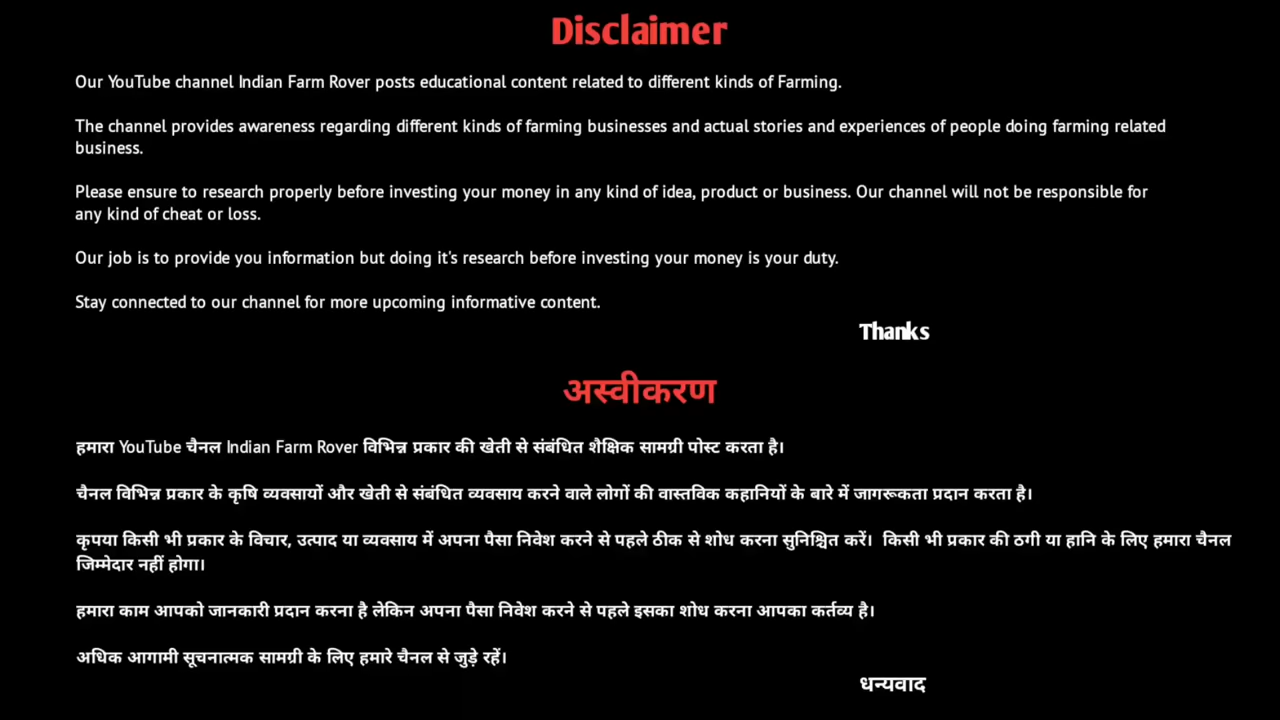 Disclaimer
Our YouTube channel Indian Farm Rover posts educational content related to different kinds of Farming.
The channel provides awareness regarding different kinds of farming businesses and actual stories and experiences of people doing farming related
business.
Please ensure to research properly before investing your money in any kind of idea, product or business. Our channel will not be responsible for
any kind of cheat or loss.
Our job is to provide you information but doing it's research before investing your money is your duty.
Stay connected to our channel for more upcoming informative content.
Thanks
अस्वीकरण
हमारा YouTube चैनल Indian Farm Rover विभिन्न प्रकार की खेती से संबंधित शैक्षिक सामग्री पोस्ट करता है।
चैनल विभिन्न प्रकार के कृषि व्यवसायों और खेती से संबंधित व्यवसाय करने वाले लोगों की वास्तविक कहानियों के बारे में जागरूकता प्रदान करता है।
कृपया किसी भी प्रकार के विचार, उत्पाद या व्यवसाय में अपना पैसा निवेश करने से पहले ठीक से शोध करना सुनिश्चित करें। किसी भी प्रकार की ठगी या हानि के लिए हमारा चैनल
जिम्मेदार नहीं होगा।
हमारा काम आपको जानकारी प्रदान करना है लेकिन अपना पैसा निवेश करने से पहले इसका शोध करना आपका कर्तव्य है।
अधिक आगामी सूचनात्मक सामग्री के लिए हमारे चैनल से जुड़े रहें।
धन्यवाद